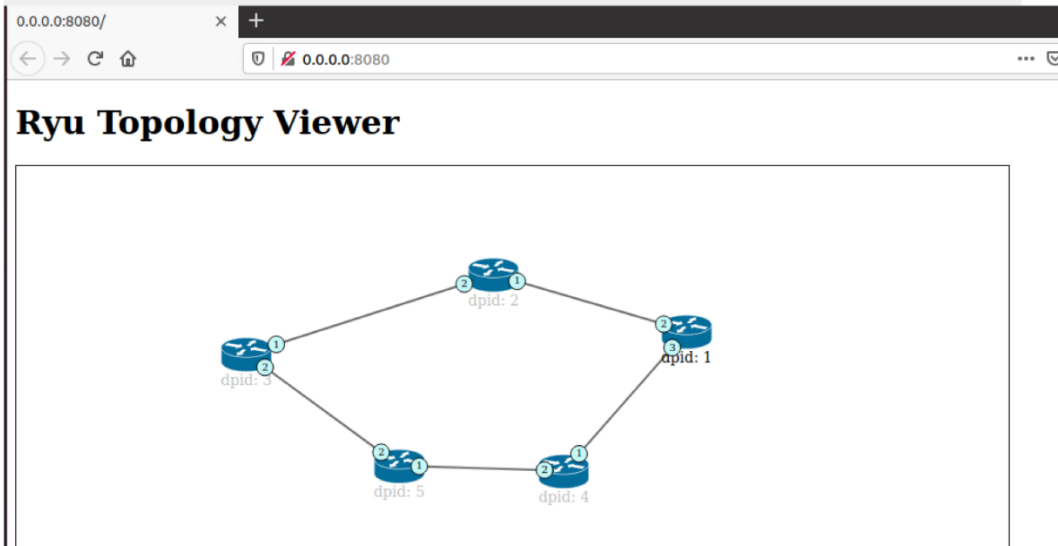 0.0.0.0:8080/
0.0.0.0:8080
Ryu Topology Viewer
2 1
dpid: 2
2
1
3
dpid: 1
2
dpid: 3
2
1
1
2
dpid: 5
dpid: 4